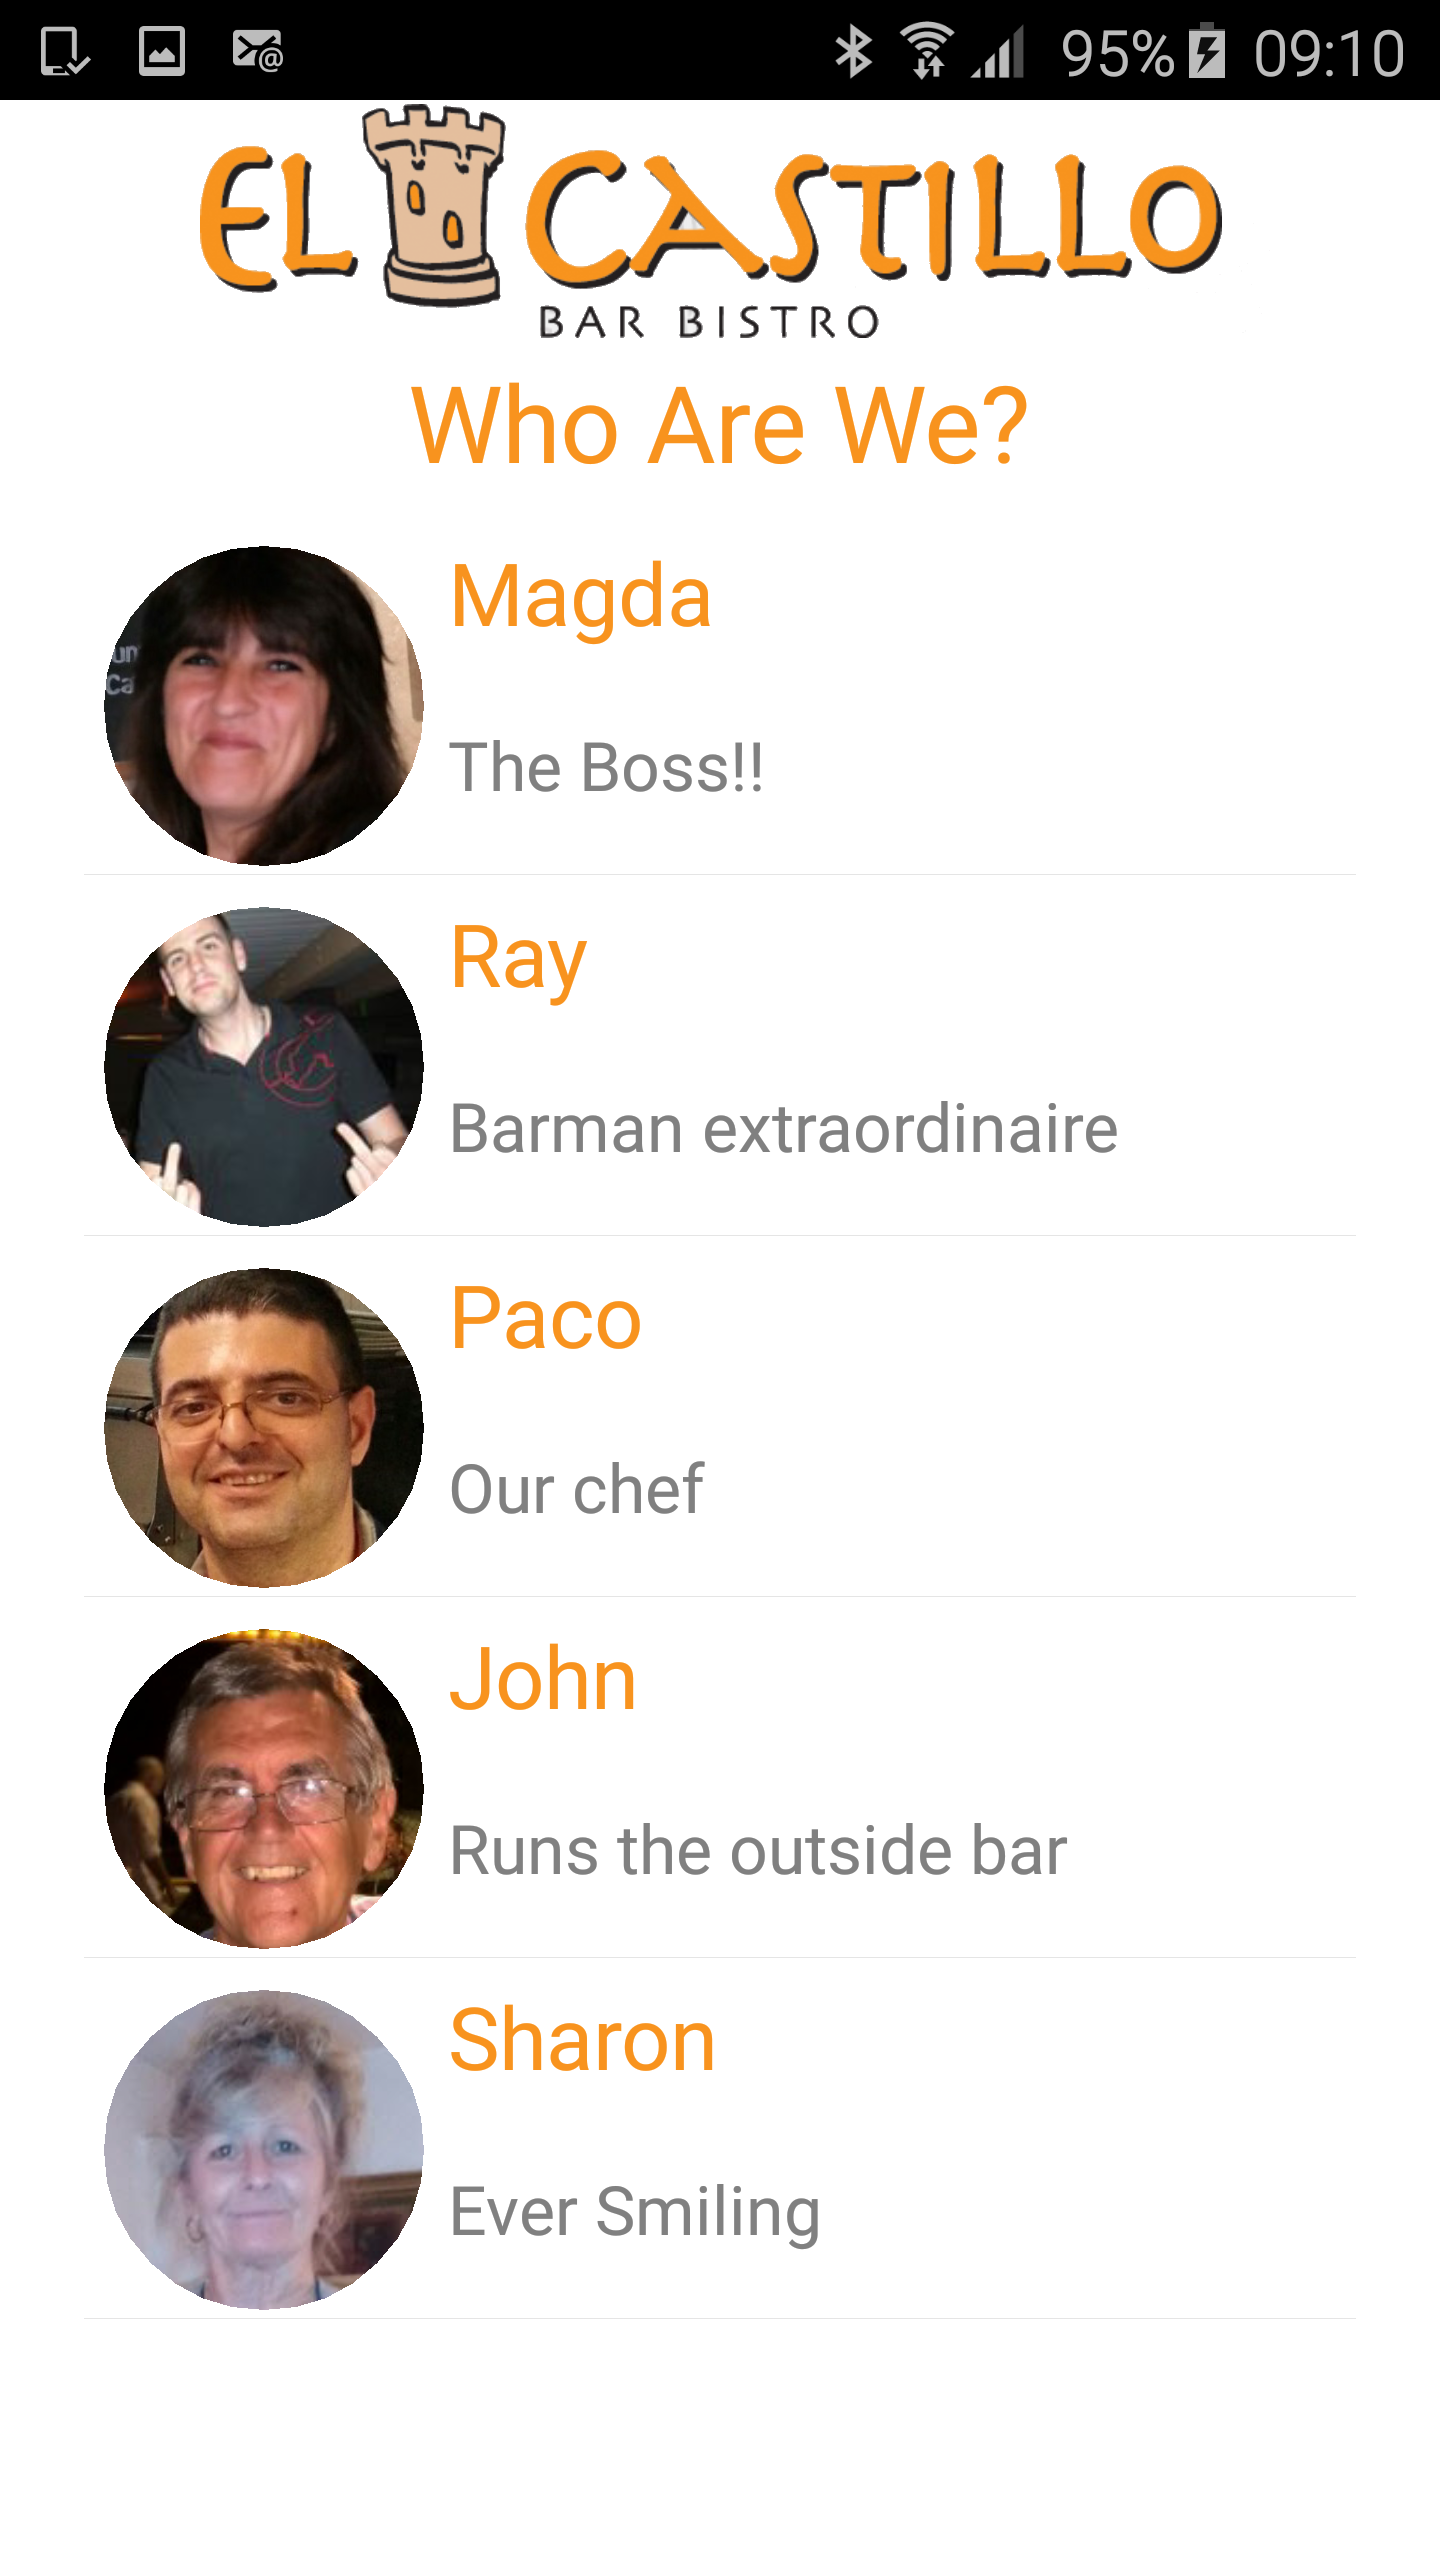 95% 09:10
EL CASTILLO
BAR BISTRO
Who Are We?
Magda
The Boss!!
Ray
Barman extraordinaire
Paco
Our chef
John
Runs the outside bar
Sharon
Ever Smiling